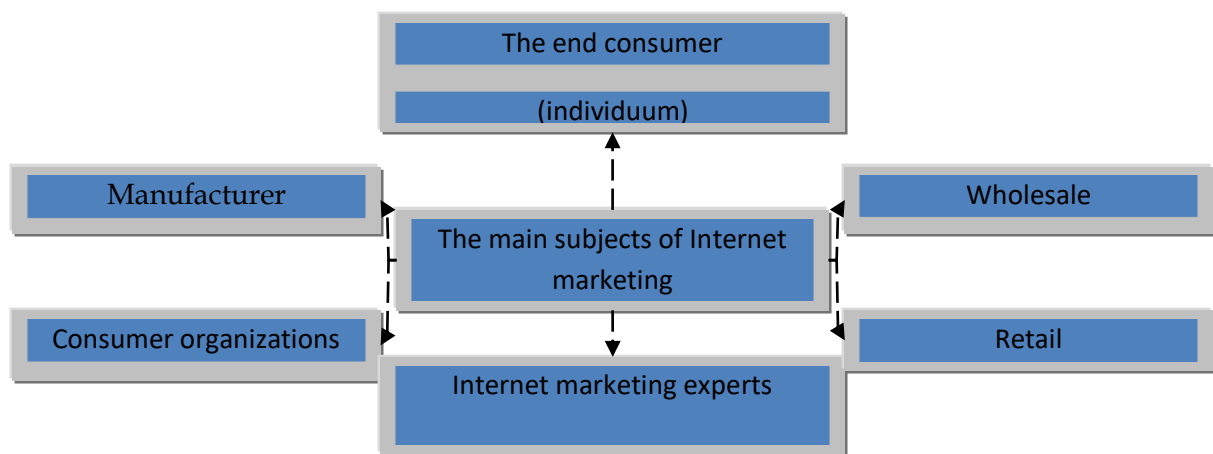 The end consumer
(individuum)
Manufacturer
Wholesale
The main subjects of Internet
marketing
Consumer organizations
Retail
Internet marketing experts